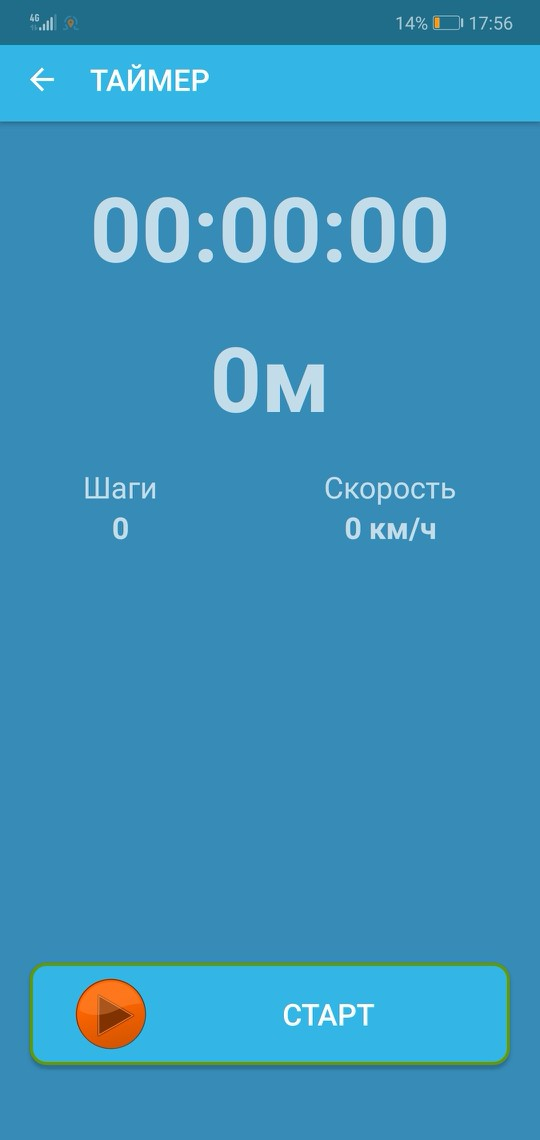 4G 14% 17:56
ТАЙМЕР
00:00:00
0м
Шаги Скорость
0 0 км/ч
СТАРТ